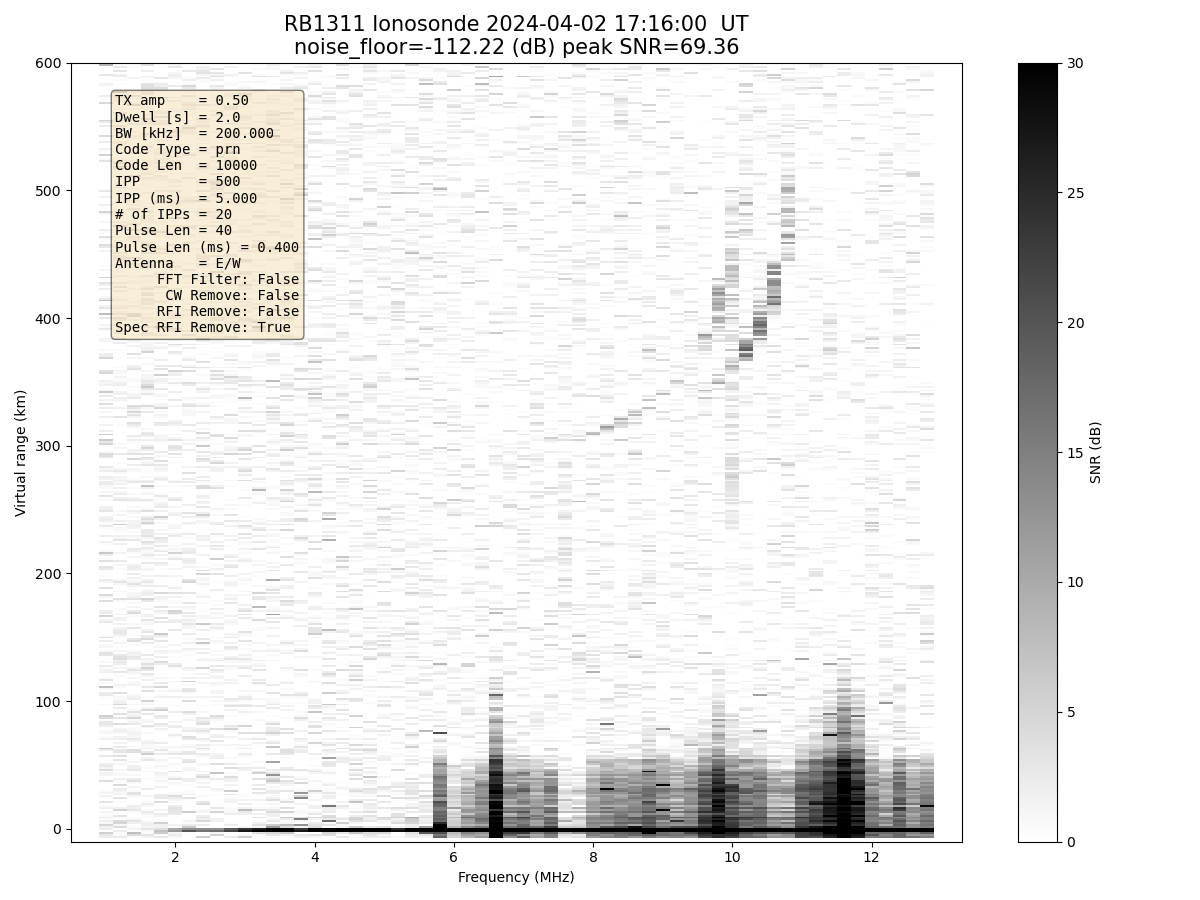 RB1311 Ionosonde 2024-04-02 17:16:00  UT
noise_floor=-112.22 (dB) peak SNR=69.36
TX amp    = 0.50
Dwell [s] = 2.0
BW [kHz]  = 200.000
Code Type = prn
Code Len  = 10000
IPP       = 500
IPP (ms)  = 5.000
# of IPPs = 20
Pulse Len = 40
Pulse Len (ms) = 0.400
Antenna   = E/W
FFT Filter: False
CW Remove: False
RFI Remove: False
Spec RFI Remove: True
Virtual range (km)
600
500
400
300
200
100
0
2
4
6
8
10
12
Frequency (MHz)
30
25
20
15
10
5
0
SNR (dB)